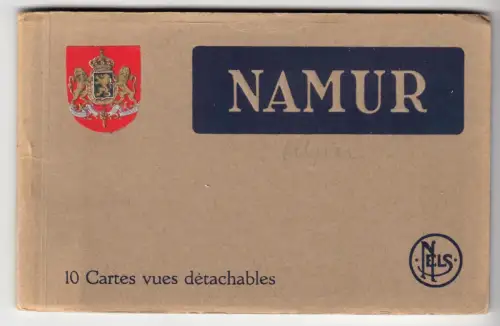 NAMUR
10 Cartes vues détachables
NELS